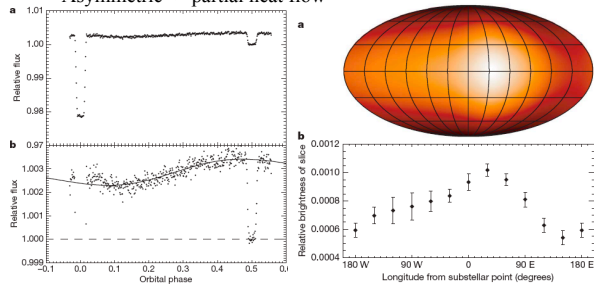 Asymmetric partial heat flow
a
1.01
1.00
0.99
0.98
0.97
Relative flux
b
1.003
1.002
1.001
1.000
0.999
Relative flux
−0.1 0.0 0.1 0.2 0.3 0.4 0.5 0.6
Orbital phase
a
b
0.0012
0.0010
0.0008
0.0006
0.0004
Relative brightness of slice
180 W 90 W 0 90 E 180 E
Longitude from substellar point (degrees)